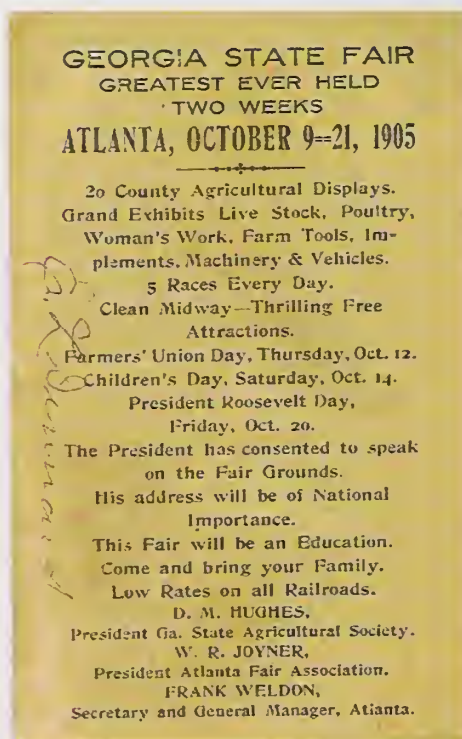 GEORGIA STATE FAIR
GREATEST EVER HELD
TWO WEEKS
ATLANTA, OCTOBER 9=21, 1905
20 County Agricultural Displays.
Grand Exhibits Live Stock, Poultry,
Woman's Work, Farm Tools, Im-
plements, Machinery & Vehicles.
5 Races Every Day.
Clean Midway—Thrilling Free
Attractions.
Farmers' Union Day, Thursday, Oct. 12.
Children's Day, Saturday, Oct. 14.
President Roosevelt Day,
Friday, Oct. 20.
The President has consented to speak
on the Fair Grounds.
His address will be of National
Importance.
This Fair will be an Education.
Come and bring your Family.
Low Rates on all Railroads.
D. M. HUGHES,
President Ga. State Agricultural Society.
W. R. JOYNER,
President Atlanta Fair Association.
FRANK WELDON,
Secretary and General Manager, Atlanta.